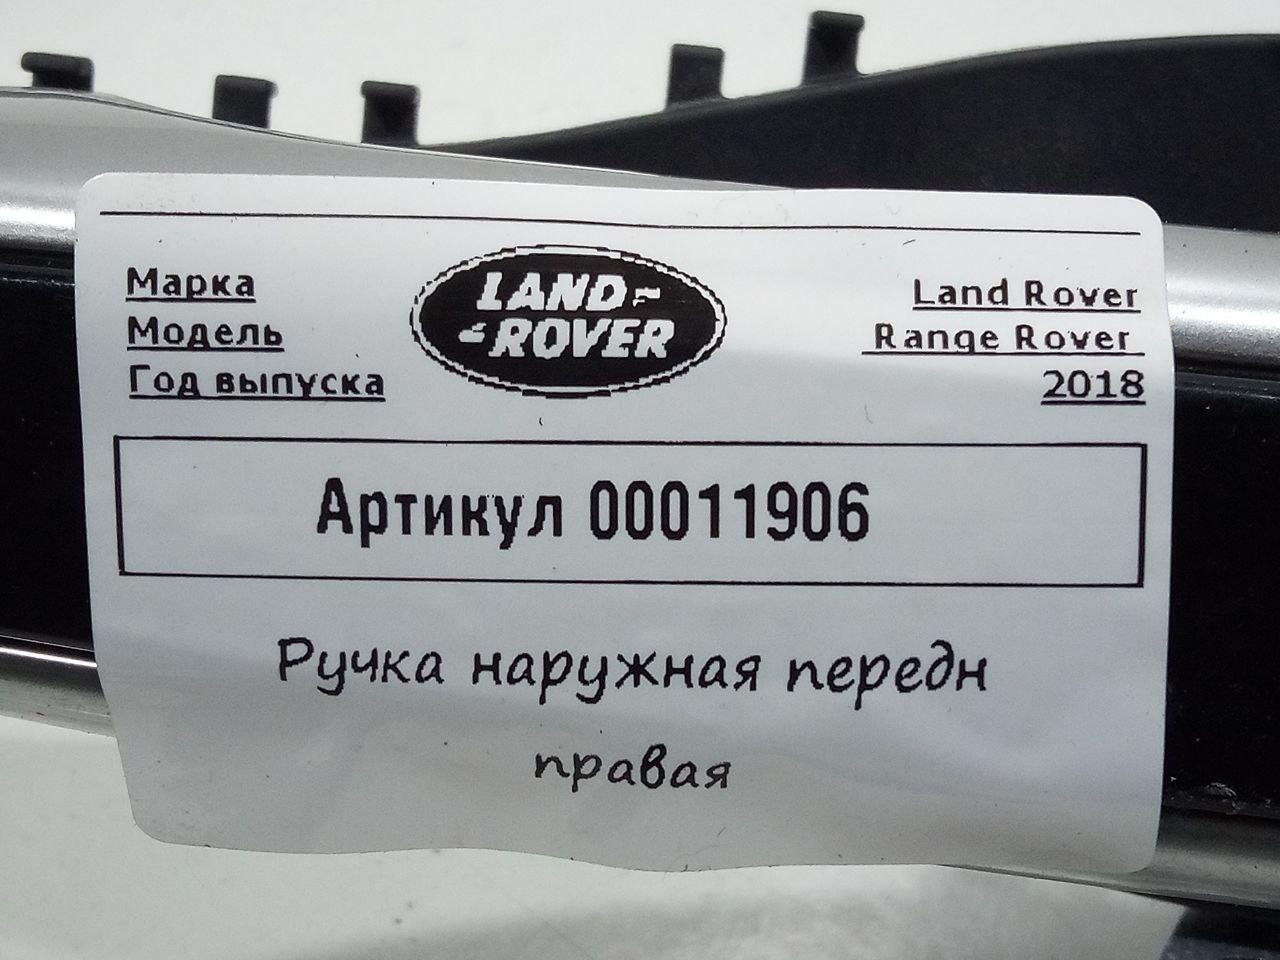 Марка
Модель
Год выпуска
LAND-
-ROVER
Land Rover
Range Rover
2018
Артикул 00011906
Ручка наружная передн
правая